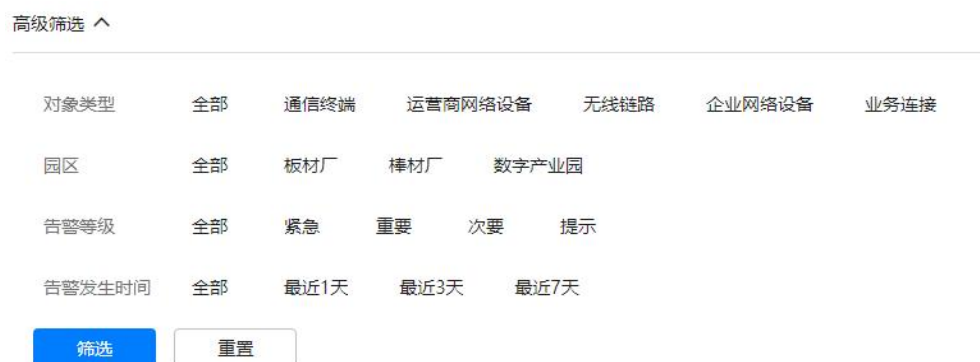 高级筛选
对象类型 全部 通信终端 运营商网络设备 无线链路 企业网络设备 业务连接
园区 全部 板材厂 棒材厂 数字产业园
告警等级 全部 紧急 重要 次要 提示
告警发生时间 全部 最近1天 最近3天 最近7天
筛选 重置